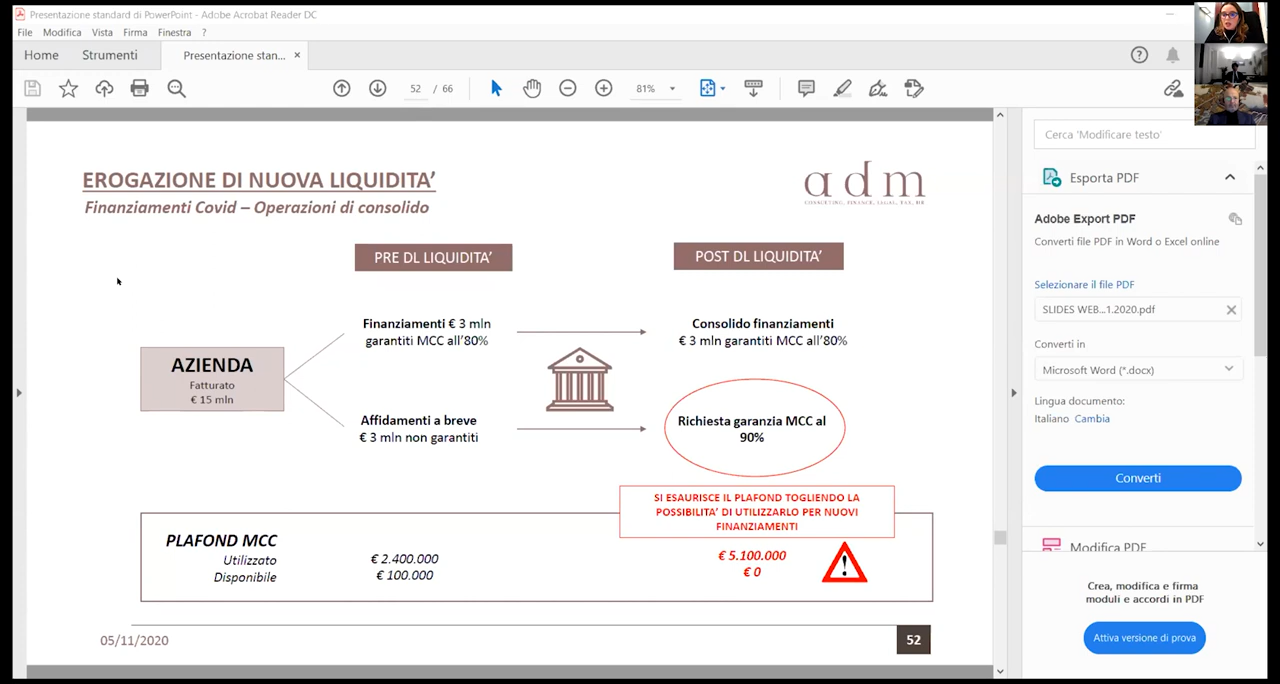 Presentazione standard di PowerPoint - Adobe Acrobat Reader DC
File Modifica Vista Firma Finestra ?
Home Strumenti Presentazione stan... ×
52 / 66 81%
EROGAZIONE DI NUOVA LIQUIDITA’
Finanziamenti Covid – Operazioni di consolido
adm
CONSULTING, FINANCE, LEGAL, TAX, HR
PRE DL LIQUIDITA’
POST DL LIQUIDITA’
Finanziamenti € 3 mln
garantiti MCC all’80%
Consolido finanziamenti
€ 3 mln garantiti MCC all’80%
AZIENDA
Fatturato
€ 15 mln
Affidamenti a breve
€ 3 mln non garantiti
Richiesta garanzia MCC al
90%
SI ESAURISCE IL PLAFOND TOGLIENDO LA
POSSIBILITA’ DI UTILIZZARLO PER NUOVI
FINANZIAMENTI
PLAFOND MCC
Utilizzato € 2.400.000 € 5.100.000
Disponibile € 100.000 € 0
!
05/11/2020
52
Cerca 'Modificare testo'
Esporta PDF
Adobe Export PDF
Converti file PDF in Word o Excel online
Selezionare il file PDF
SLIDES WEB...1.2020.pdf
Converti in
Microsoft Word (*.docx)
Lingua documento:
Italiano Cambia
Converti
Modifica PDF
Crea, modifica e firma
moduli e accordi in PDF
Attiva versione di prova